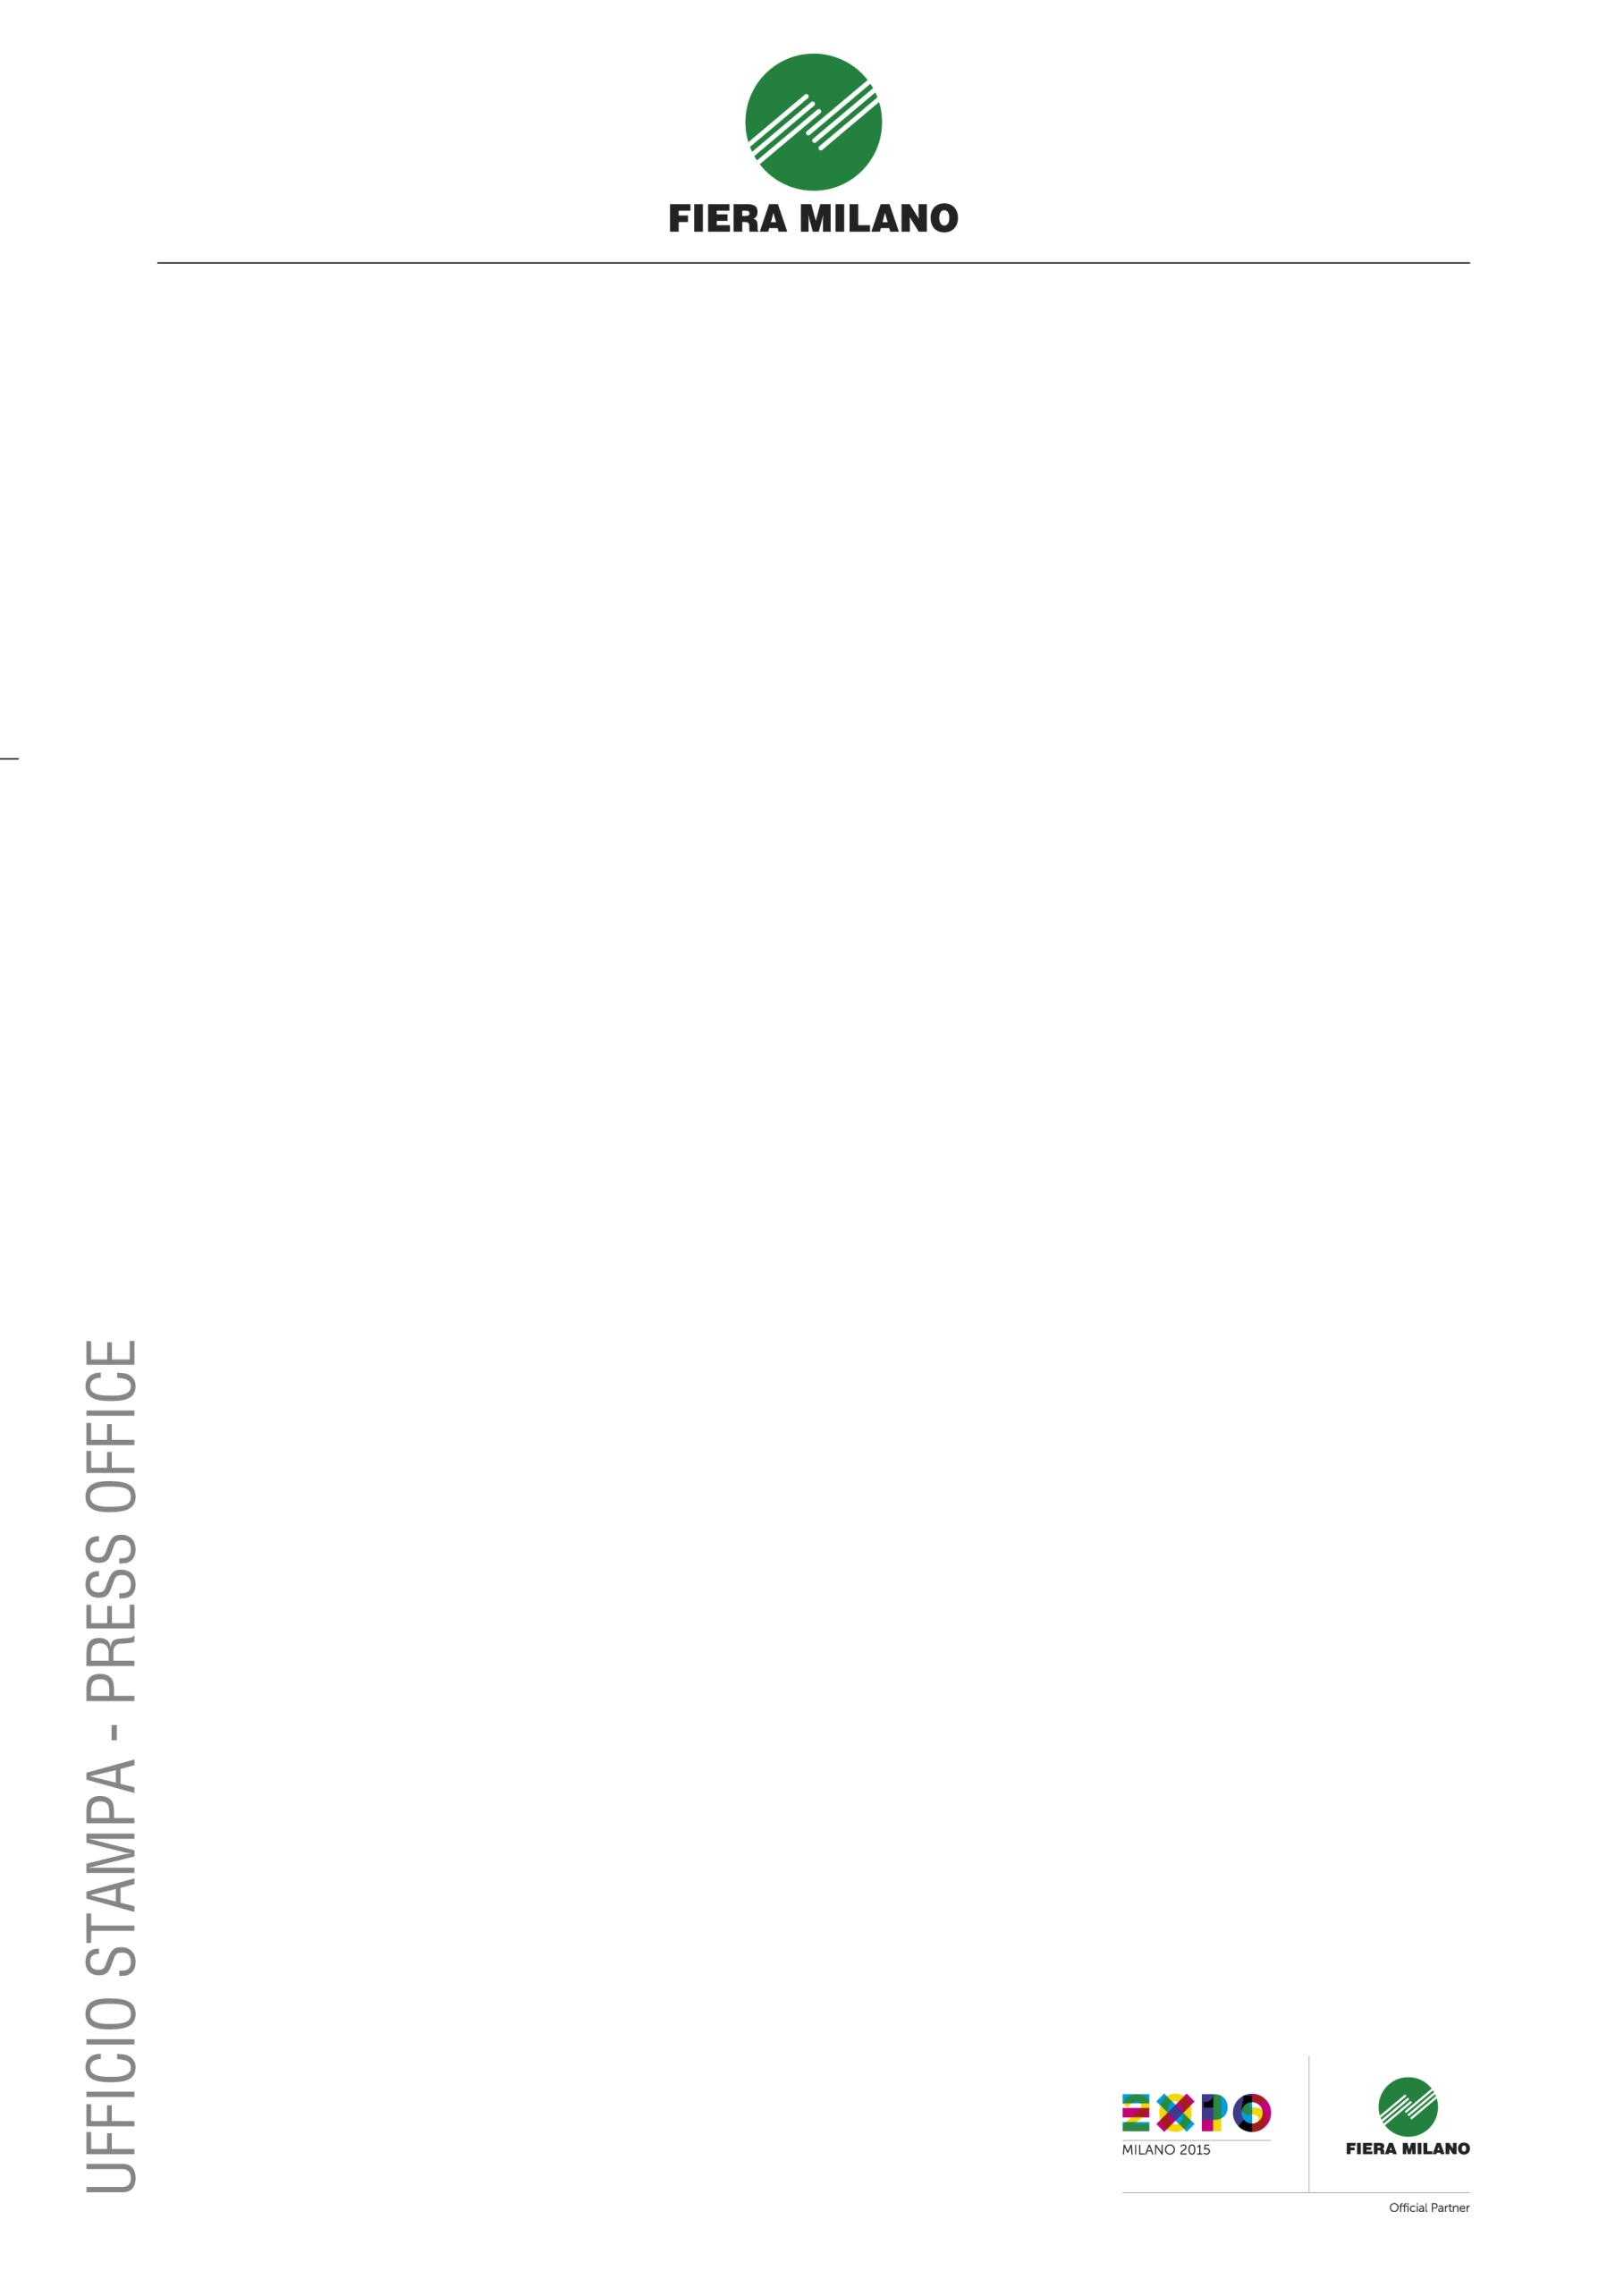 FIERA MILANO
UFFICIO STAMPA - PRESS OFFICE
EXPO
MILANO 2015
FIERA MILANO
Official Partner